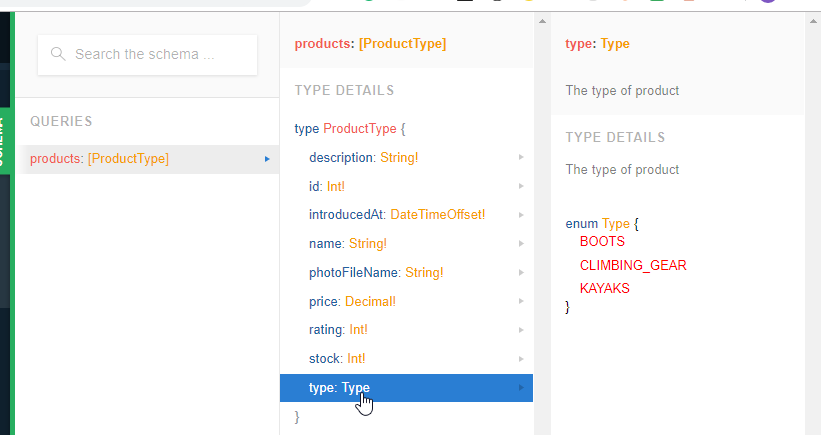 SCHEMA
Search the schema ...
QUERIES
products: [ProductType]
products: [ProductType]
TYPE DETAILS
type ProductType {
description: String!
id: Int!
introducedAt: DateTimeOffset!
name: String!
photoFileName: String!
price: Decimal!
rating: Int!
stock: Int!
type: Type
}
type: Type
The type of product
TYPE DETAILS
The type of product
enum Type {
BOOTS
CLIMBING_GEAR
KAYAKS
}